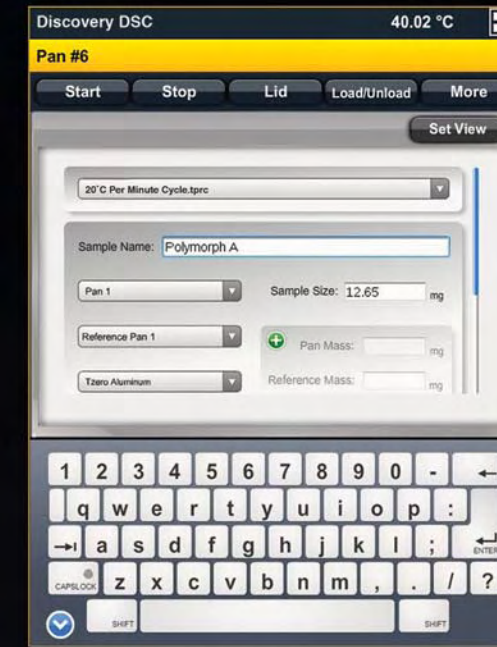 Discovery DSC 40.02 °C
Pan #6
Start Stop Lid Load/Unload More
Set View
20°C Per Minute Cycle.tprc
Sample Name: Polymorph A
Pan 1 Sample Size: 12.65 mg
Reference Pan 1 Pan Mass: mg
Tzero Aluminum Reference Mass: mg
1 2 3 4 5 6 7 8 9 0 -
q w e r t y u i o p :
a s d f g h j k l ; ENTER
CAPSLOCK z x c v b n m , . / ?
SHIFT SHIFT